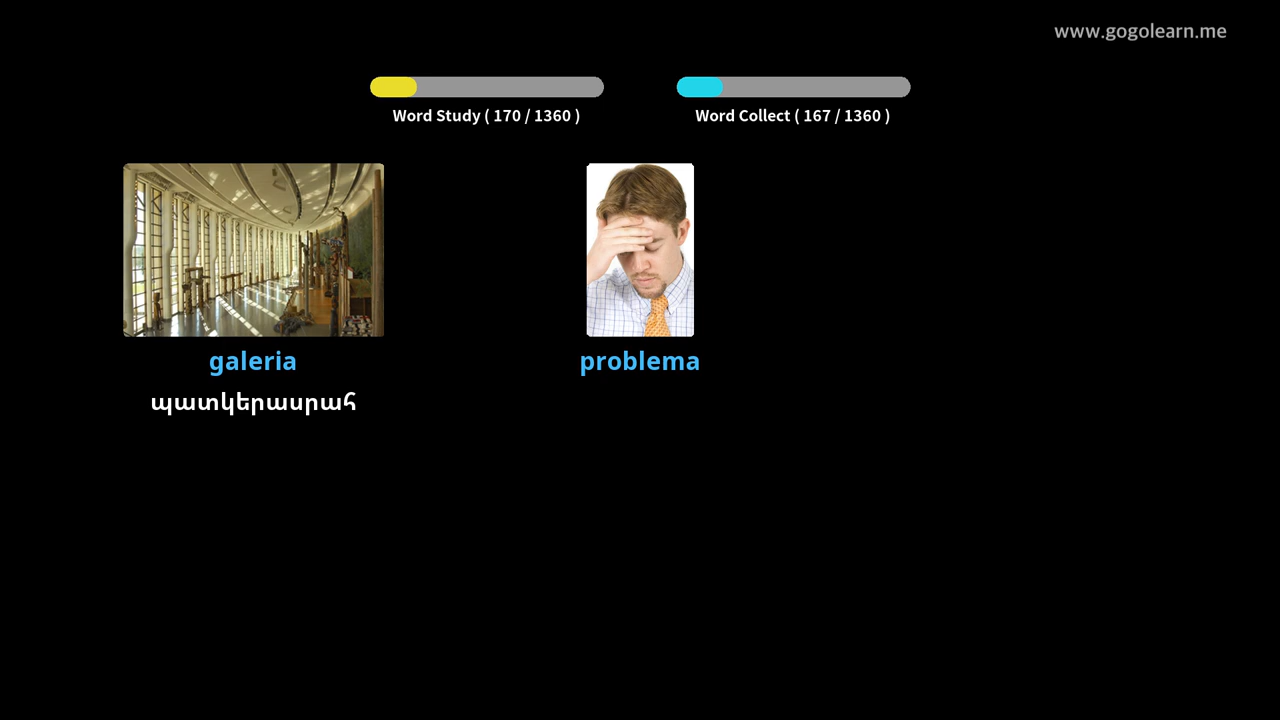 www.gogolearn.me
Word Study ( 170 / 1360 )
Word Collect ( 167 / 1360 )
galeria
problema
պատկերասրահ